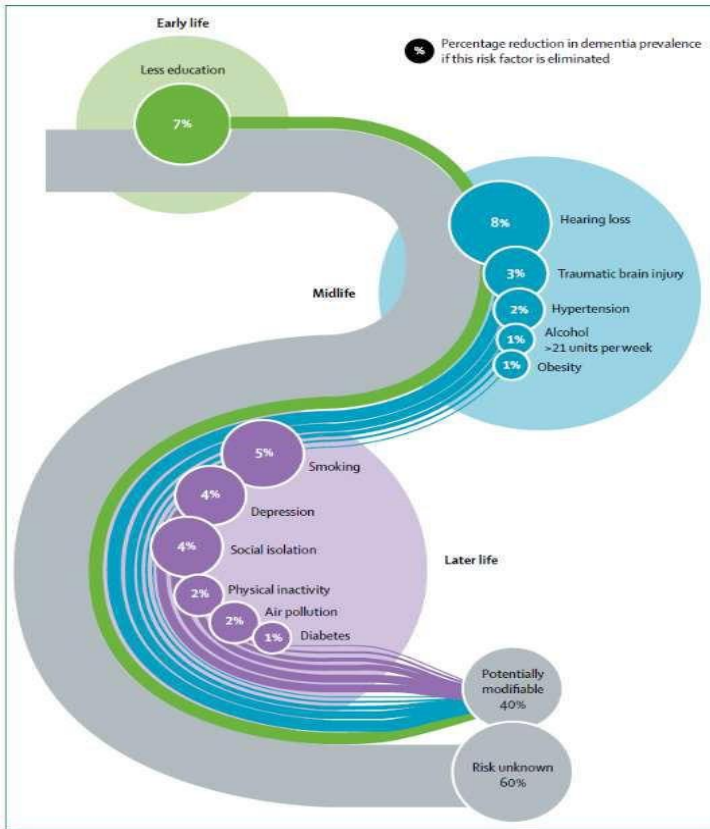 Early life
%
Percentage reduction in dementia prevalence
if this risk factor is eliminated
Less education
7%
8%
Hearing loss
3%
Traumatic brain injury
Midlife
2%
Hypertension
1%
Alcohol
>21 units per week
1%
Obesity
5%
Smoking
4%
Depression
4%
Social isolation
Later life
2%
Physical inactivity
2%
Air pollution
1%
Diabetes
Potentially
modifiable
40%
Risk unknown
60%